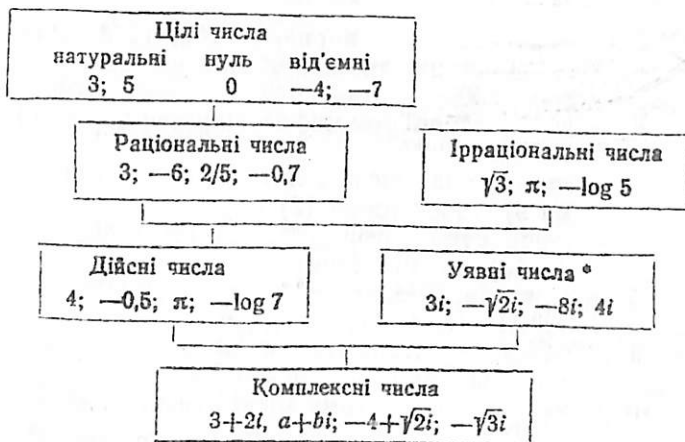 Цілі числа
натуральні нуль від'ємні
3; 5 0 —4; —7
Раціональні числа
3; —6; 2/5; —0,7
Ірраціональні числа
√3; π; —log 5
Дійсні числа
4; —0,5; π; —log 7
Уявні числа *
3i; —√2i; —8i; 4i
Комплексні числа
3+2i, a+bi; —4+√2i; —√3i